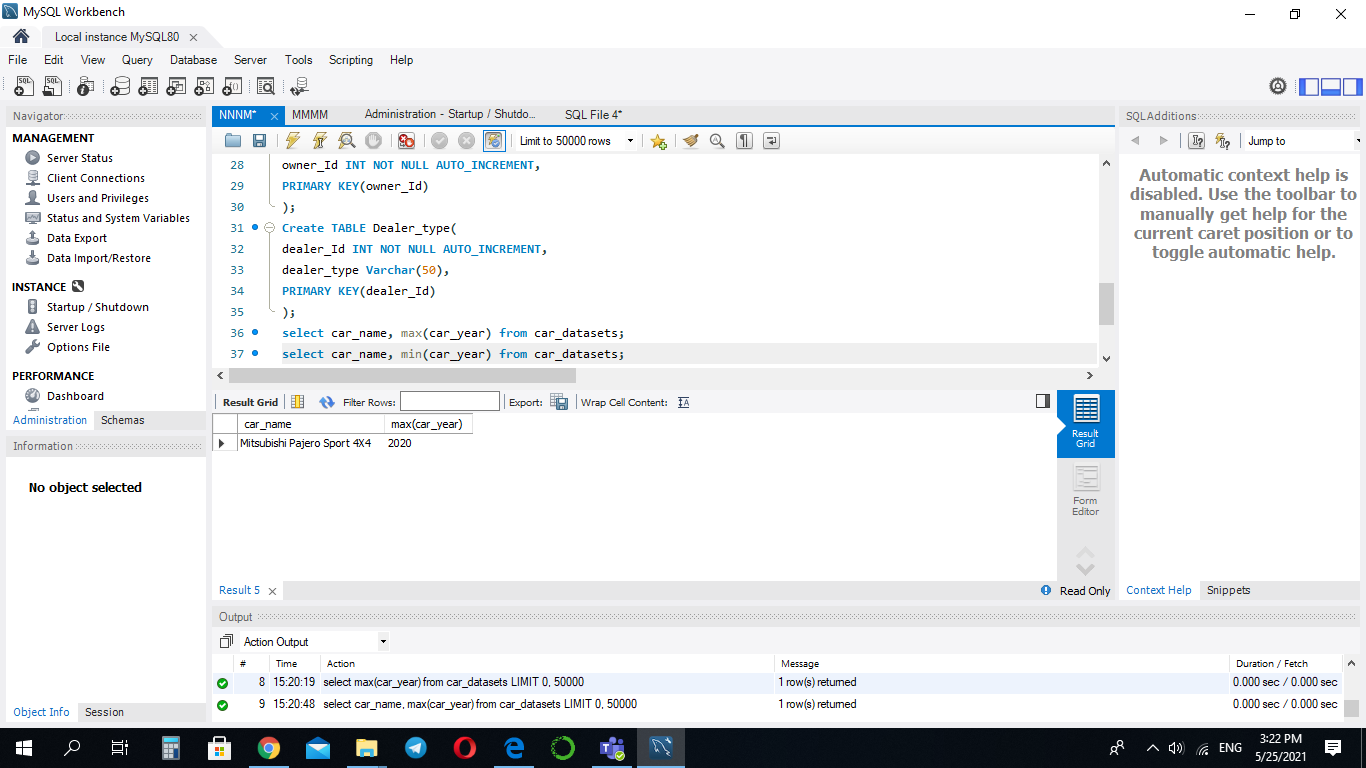 MySQL Workbench
Local instance MySQL80
File Edit View Query Database Server Tools Scripting Help
Navigator
MANAGEMENT
Server Status
Client Connections
Users and Privileges
Status and System Variables
Data Export
Data Import/Restore
INSTANCE
Startup / Shutdown
Server Logs
Options File
PERFORMANCE
Dashboard
Administration Schemas
Information
No object selected
Object Info Session
NNNM* MMMM Administration - Startup / Shutdo... SQL File 4*
Limit to 50000 rows
28 owner_Id INT NOT NULL AUTO_INCREMENT,
29 PRIMARY KEY(owner_Id)
30 );
31 Create TABLE Dealer_type(
32 dealer_Id INT NOT NULL AUTO_INCREMENT,
33 dealer_type Varchar(50),
34 PRIMARY KEY(dealer_Id)
35 );
36 select car_name, max(car_year) from car_datasets;
37 select car_name, min(car_year) from car_datasets;
Result Grid Filter Rows: Export: Wrap Cell Content:
car_name max(car_year)
Mitsubishi Pajero Sport 4X4 2020
Result
Grid
Form
Editor
Result 5 Read Only
SQLAdditions
Jump to
Automatic context help is
disabled. Use the toolbar to
manually get help for the
current caret position or to
toggle automatic help.
Context Help Snippets
Output
Action Output
# Time Action Message Duration / Fetch
8 15:20:19 select max(car_year) from car_datasets LIMIT 0, 50000 1 row(s) returned 0.000 sec / 0.000 sec
9 15:20:48 select car_name, max(car_year) from car_datasets LIMIT 0, 50000 1 row(s) returned 0.000 sec / 0.000 sec
ENG
3:22 PM
5/25/2021